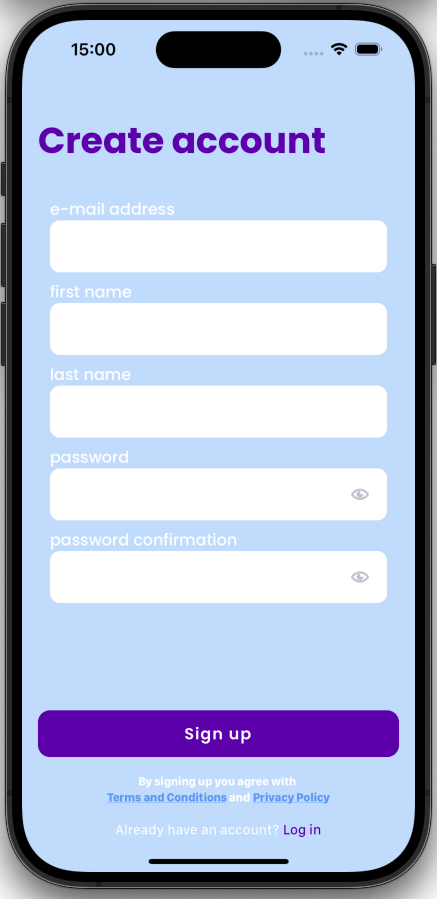 15:00
Create account
e-mail address
first name
last name
password
password confirmation
Sign up
By signing up you agree with
Terms and Conditions and Privacy Policy
Already have an account? Log in